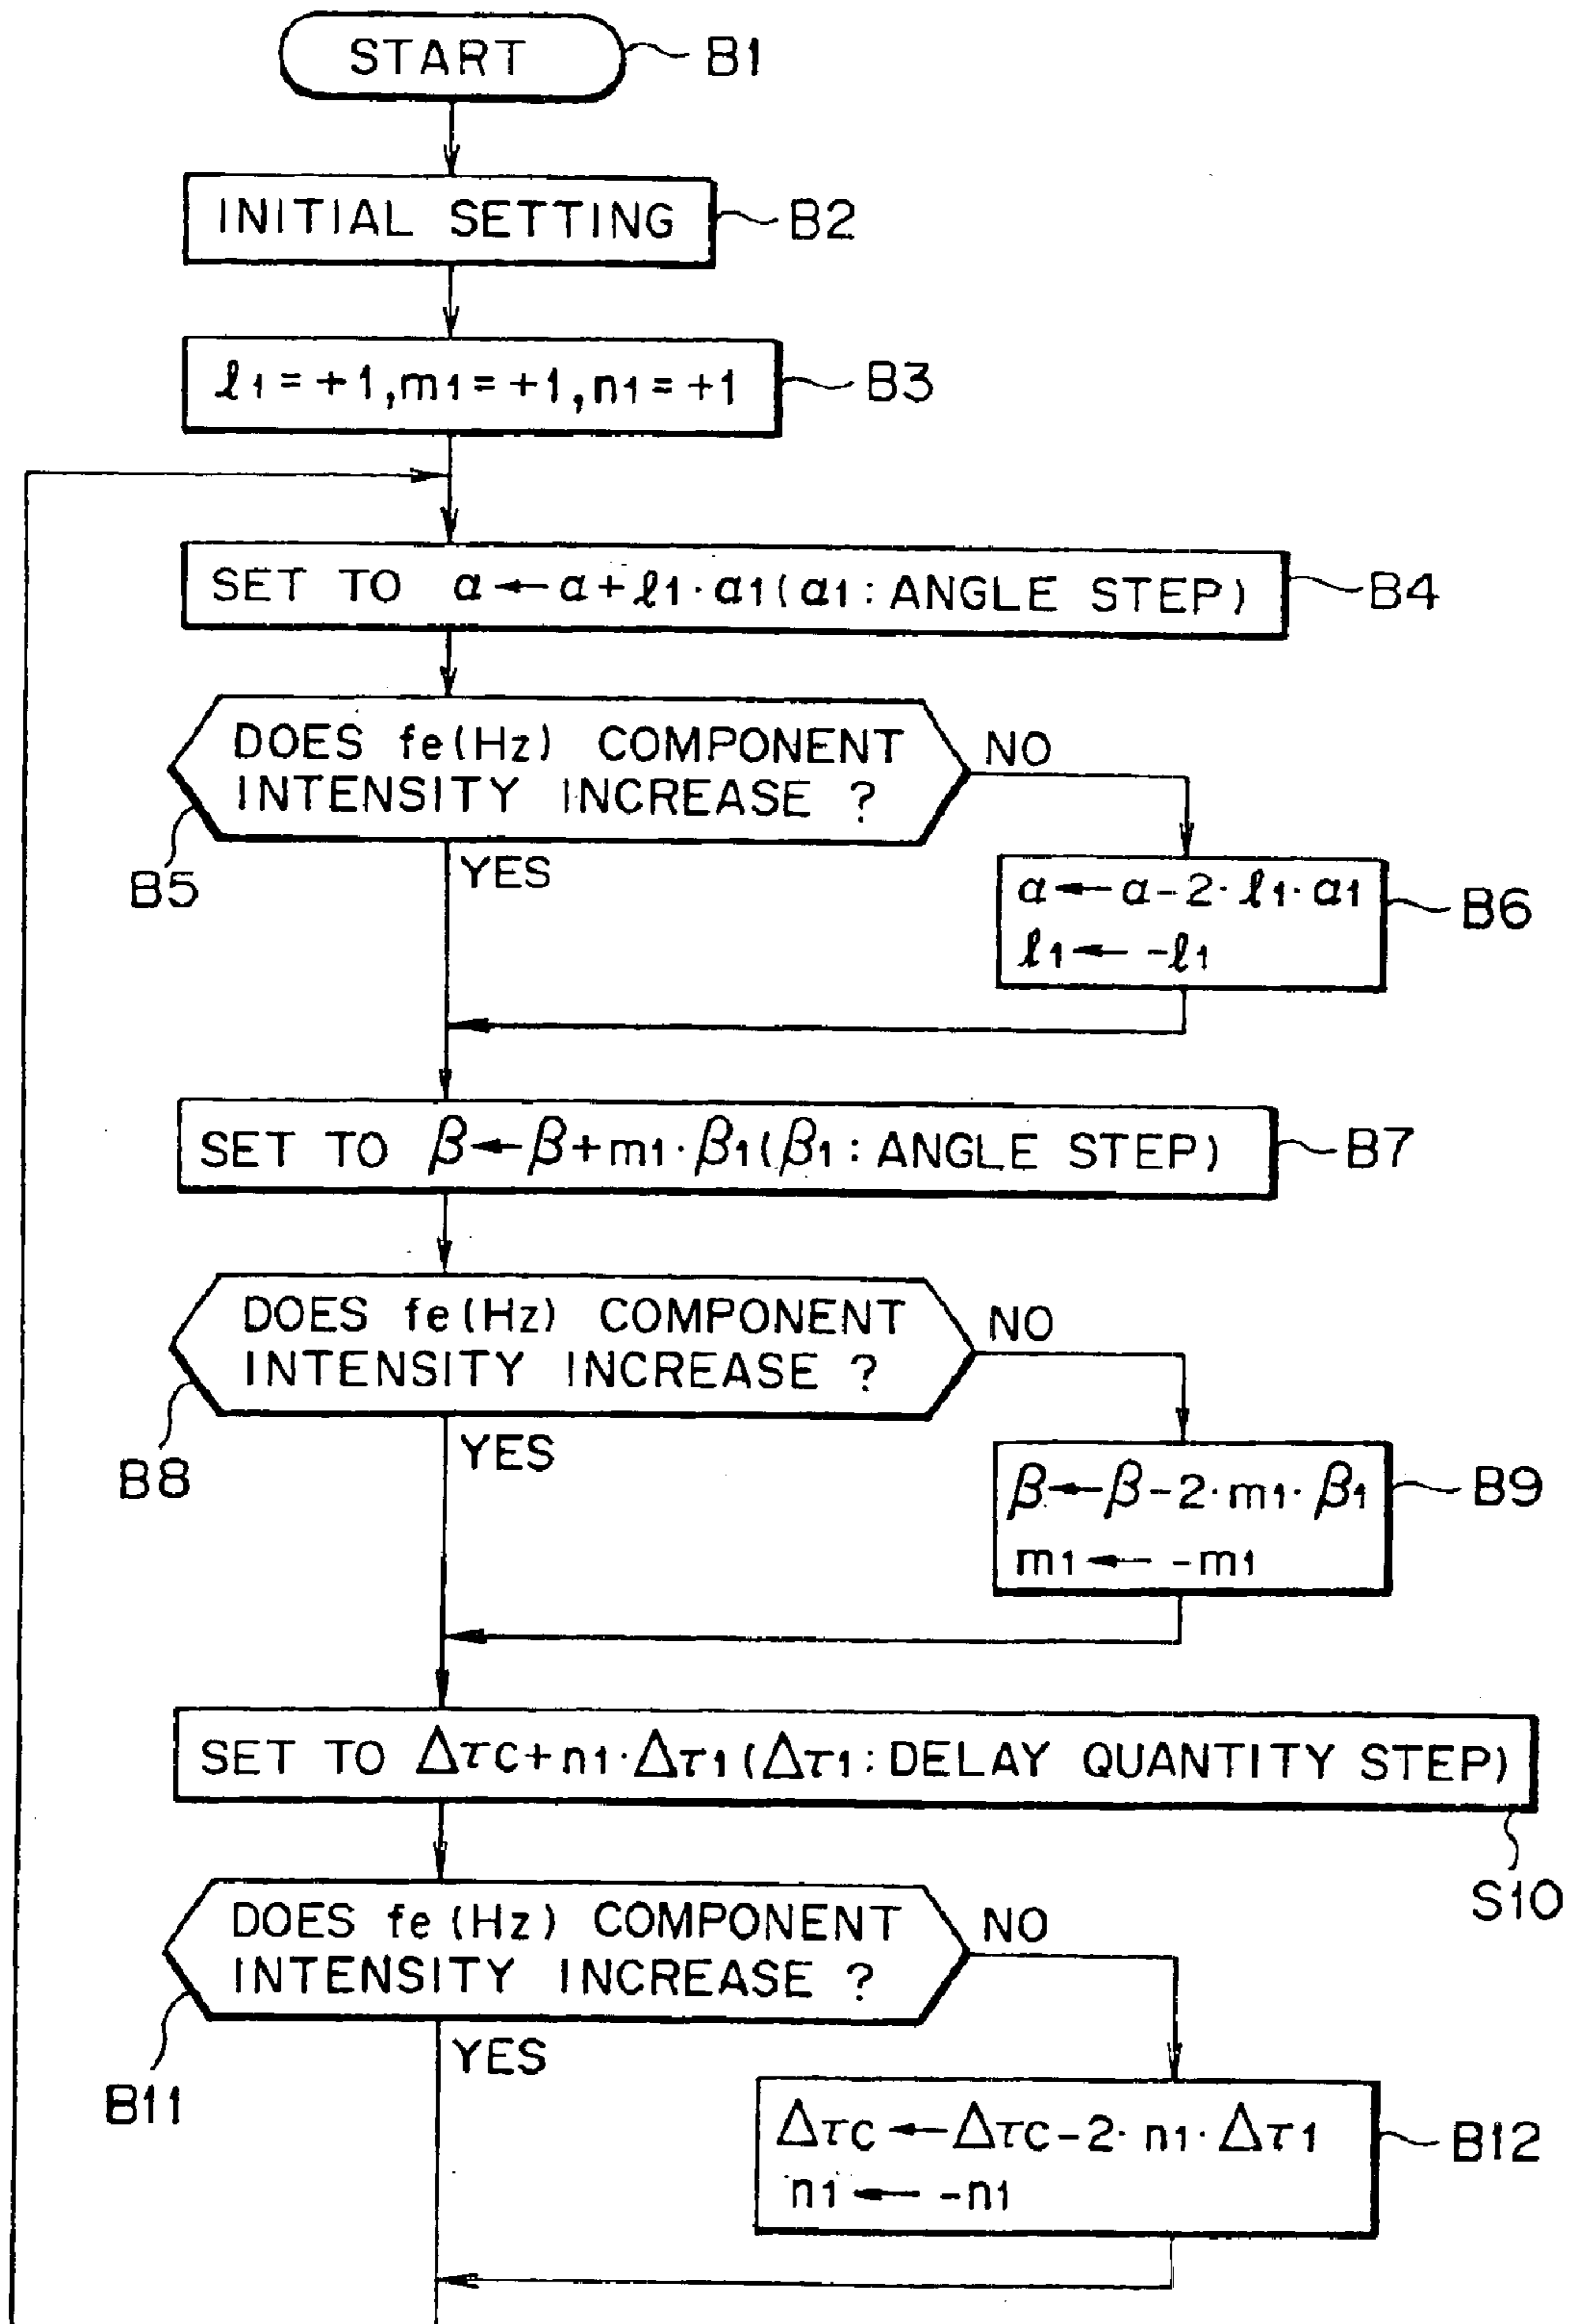 START
B1
INITIAL SETTING
B2
ℓ1 = +1, m1 = +1, n1 = +1
B3
SET TO α ← α + ℓ1 · α1 (α1 : ANGLE STEP)
B4
DOES fe (Hz) COMPONENT
INTENSITY INCREASE ?
NO
B5
YES
α ← α - 2 · ℓ1 · α1
ℓ1 ← -ℓ1
B6
SET TO β ← β + m1 · β1 (β1 : ANGLE STEP)
B7
DOES fe (Hz) COMPONENT
INTENSITY INCREASE ?
NO
B8
YES
β ← β - 2 · m1 · β1
m1 ← -m1
B9
SET TO ΔτC + n1 · Δτ1 (Δτ1 : DELAY QUANTITY STEP)
S10
DOES fe (Hz) COMPONENT
INTENSITY INCREASE ?
NO
B11
YES
ΔτC ← ΔτC - 2 · n1 · Δτ1
n1 ← -n1
B12